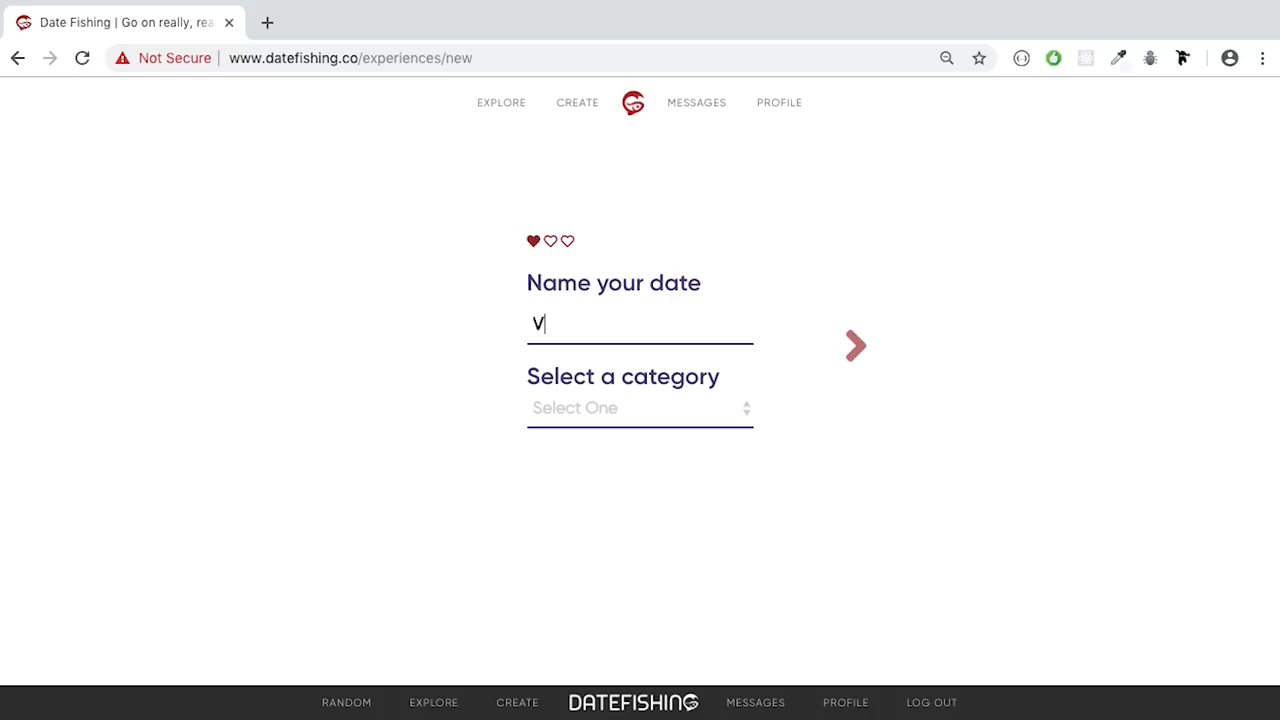 Date Fishing | Go on really, rea
Not Secure | www.datefishing.co/experiences/new
EXPLORE CREATE MESSAGES PROFILE
Name your date
V
Select a category
Select One
RANDOM EXPLORE CREATE DATEFISHING MESSAGES PROFILE LOG OUT